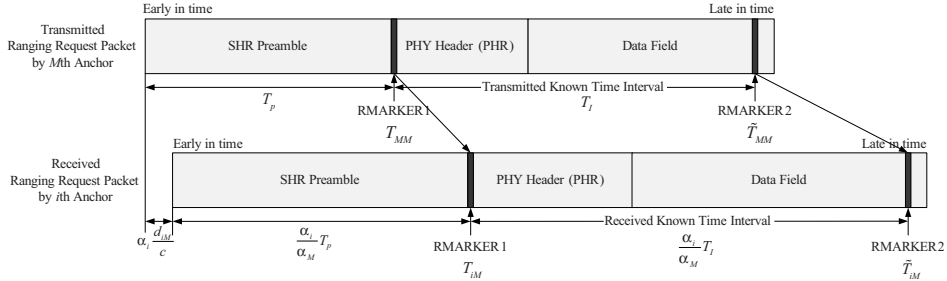 Early in time
Late in time
Transmitted
Ranging Request Packet
by Mth Anchor
SHR Preamble
PHY Header (PHR)
Data Field
T_p
Transmitted Known Time Interval
T_I
RMARKER 1
T_MM
RMARKER 2
T̃_MM
Early in time
Late in time
Received
Ranging Request Packet
by ith Anchor
SHR Preamble
PHY Header (PHR)
Data Field
α_i d_iM/c
α_i/α_M T_p
Received Known Time Interval
α_i/α_M T_I
RMARKER 1
T_iM
RMARKER 2
T̃_iM